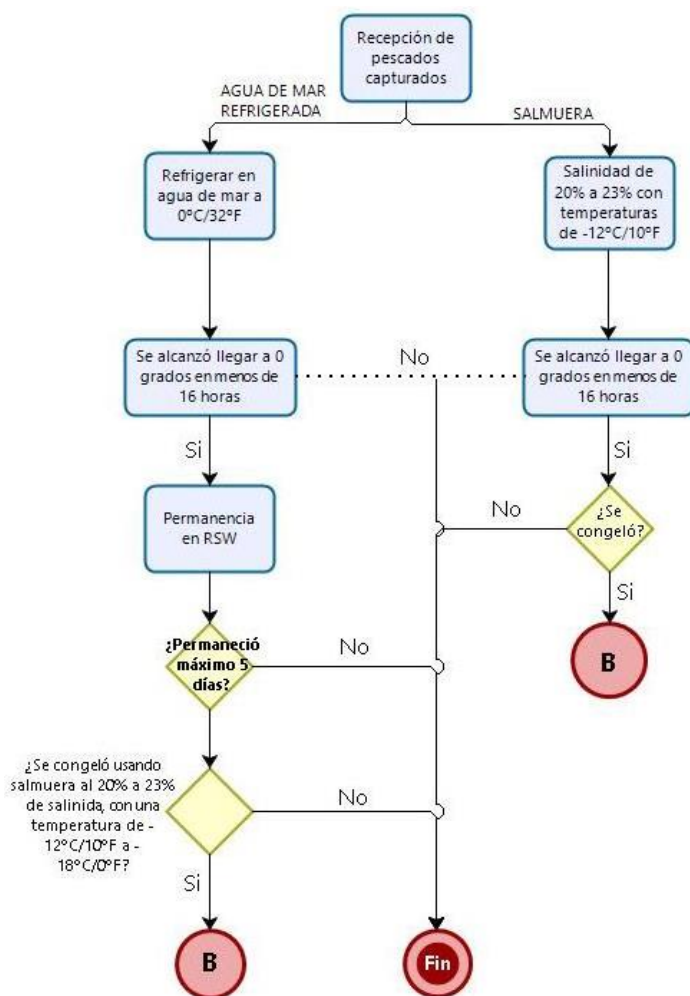 Recepción de
pescados
capturados
AGUA DE MAR
REFRIGERADA
SALMUERA
Refrigerar en
agua de mar a
0°C/32°F
Salinidad de
20% a 23% con
temperaturas
de -12°C/10°F
Se alcanzó llegar a 0
grados en menos de
16 horas
No
Se alcanzó llegar a 0
grados en menos de
16 horas
Si
Si
Permanencia
en RSW
No
¿Se
congeló?
Si
¿Permaneció
máximo 5
días?
No
B
¿Se congeló usando
salmuera al 20% a 23%
de salinida, con una
temperatura de -
12°C/10°F a -
18°C/0°F?
No
Si
B
Fin